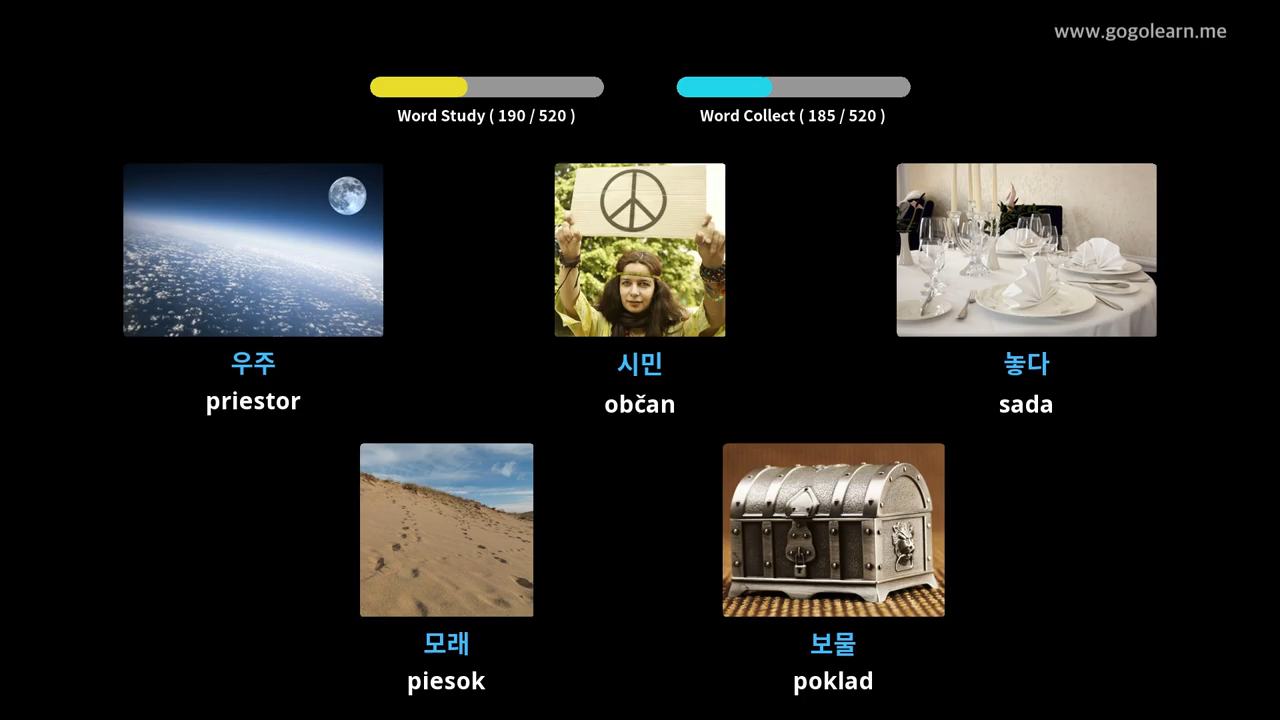 www.gogolearn.me
Word Study ( 190 / 520 )
Word Collect ( 185 / 520 )
우주
priestor
시민
občan
놓다
sada
모래
piesok
보물
poklad